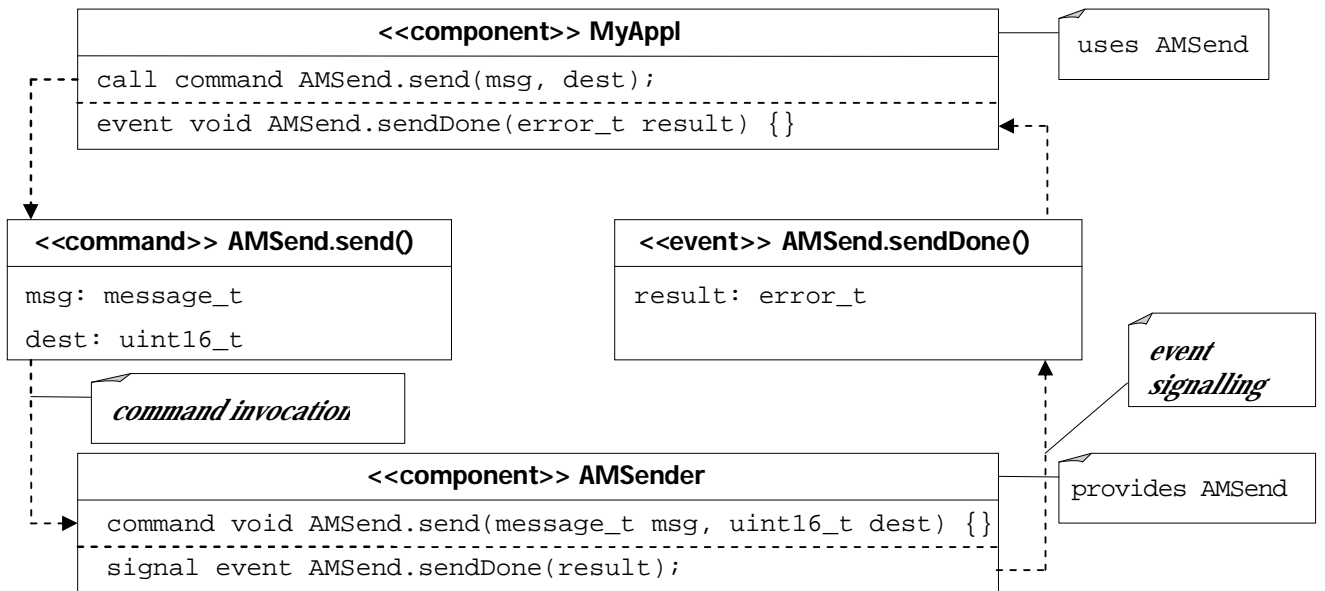 <<component>> MyAppl
uses AMSend
call command AMSend.send(msg, dest);
event void AMSend.sendDone(error_t result) {}
<<command>> AMSend.send()
msg: message_t
dest: uint16_t
<<event>> AMSend.sendDone()
result: error_t
event
signalling
command invocation
<<component>> AMSender
provides AMSend
command void AMSend.send(message_t msg, uint16_t dest) {}
signal event AMSend.sendDone(result);